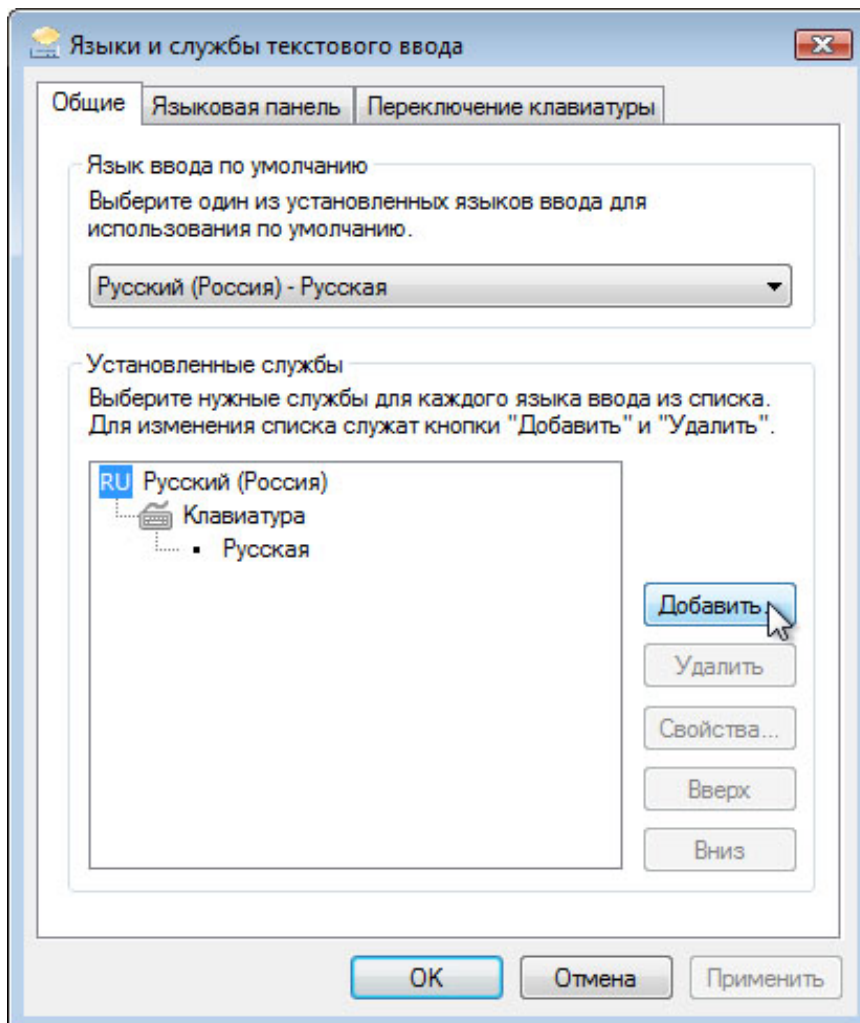 Языки и службы текстового ввода
Общие
Языковая панель
Переключение клавиатуры
Язык ввода по умолчанию
Выберите один из установленных языков ввода для
использования по умолчанию.
Русский (Россия) - Русская
Установленные службы
Выберите нужные службы для каждого языка ввода из списка.
Для изменения списка служат кнопки "Добавить" и "Удалить".
RU Русский (Россия)
Клавиатура
Русская
Добавить...
Удалить
Свойства...
Вверх
Вниз
ОК
Отмена
Применить